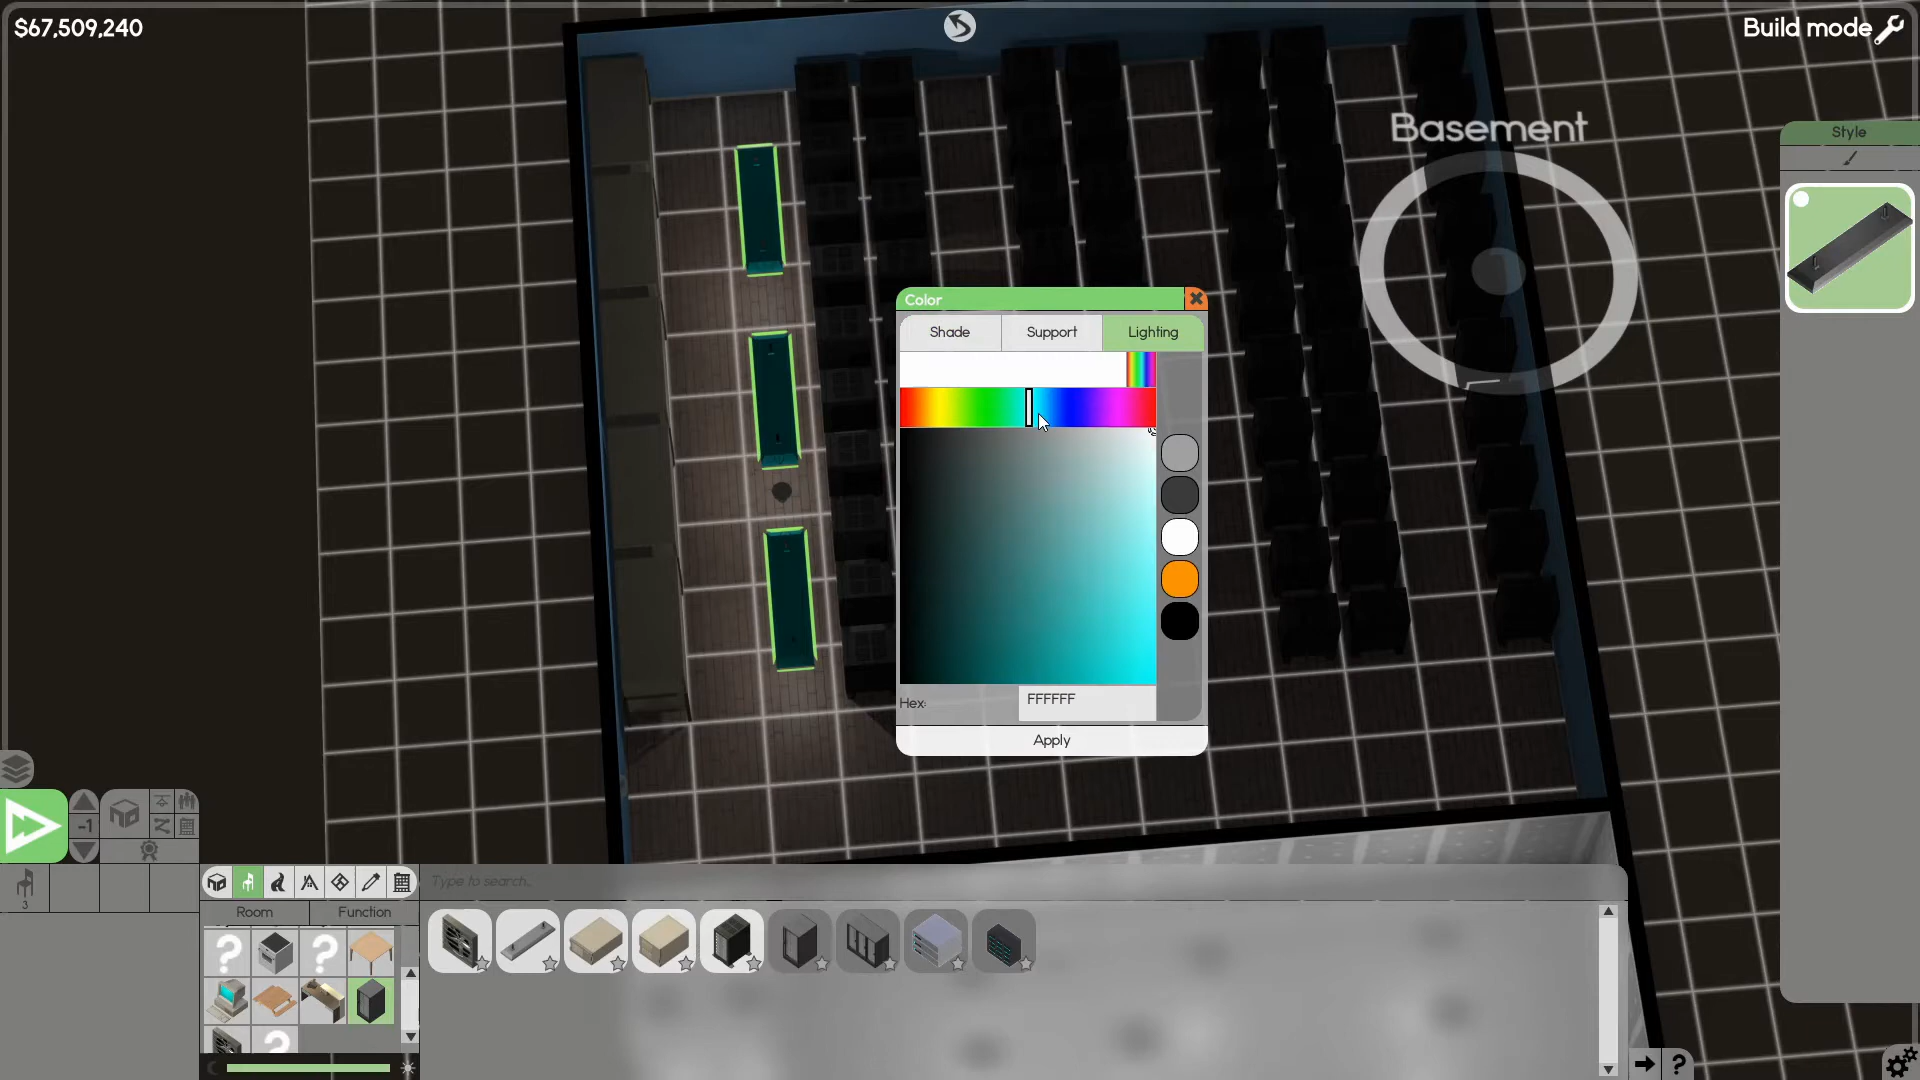 $67,509,240
Build mode
Basement
Style
Color
Shade
Support
Lighting
Hex:
FFFFFF
Apply
-1
3
Type to search...
Room
Function
?
?
?
?